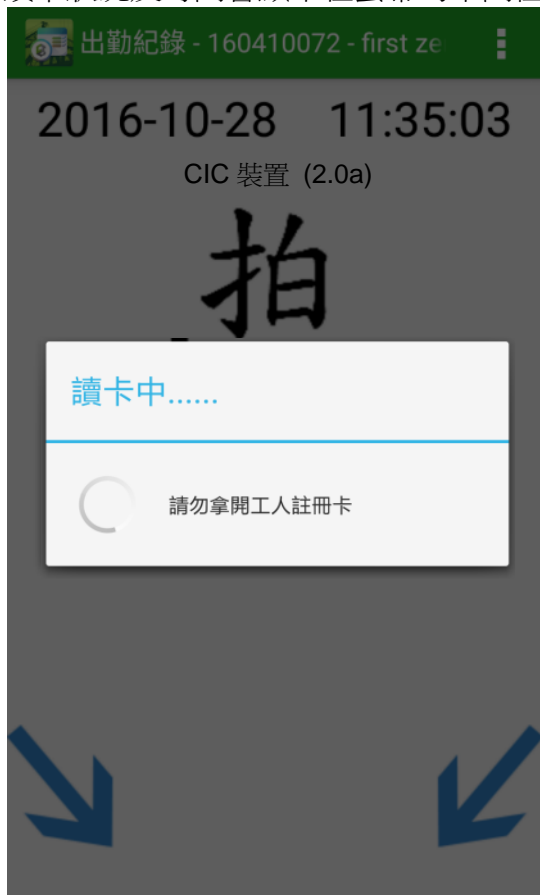 出勤紀錄 - 160410072 - first ze
2016-10-28 11:35:03
CIC 裝置 (2.0a)
拍
讀卡中......
請勿拿開工人註冊卡